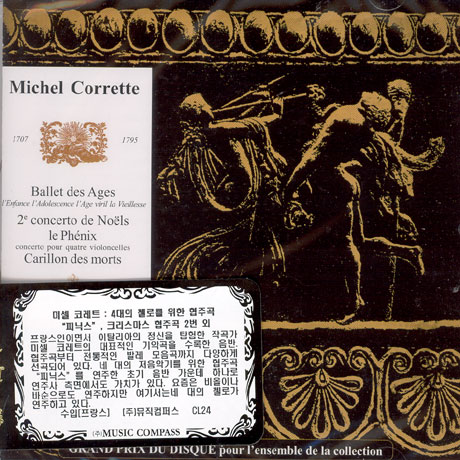 Michel Corrette
1707 1795
Ballet des Ages
l'Enfance l'Adolescence l'Age viril la Vieillesse
2e concerto de Noëls
le Phénix
concerto pour quatre violoncelles
Carillon des morts
미셸 코레트 : 4대의 첼로를 위한 협주곡
"피닉스" , 크리스마스 협주곡 2번 외
프랑스인이면서 이탈리아의 정신을 탐험한 작곡가
미셸 코레트의 대표적인 기악곡을 수록한 음반.
협주곡부터 전통적인 발레 모음곡까지 다양하게
선곡되어 있다. 네 대의 저음악기를 위한 협주곡
"피닉스" 를 연주한 초기 음반 가운데 하나로
연주사 측면에서도 가치가 있다. 요즘은 비올이나
바순으로도 연주하지만 여기서는네 대의 첼로가
연주하고 있다.
수입[프랑스] [주)뮤직컴퍼스 CL24
(주)MUSIC COMPASS
GRAND PRIX DU DISQUE pour l'ensemble de la collection